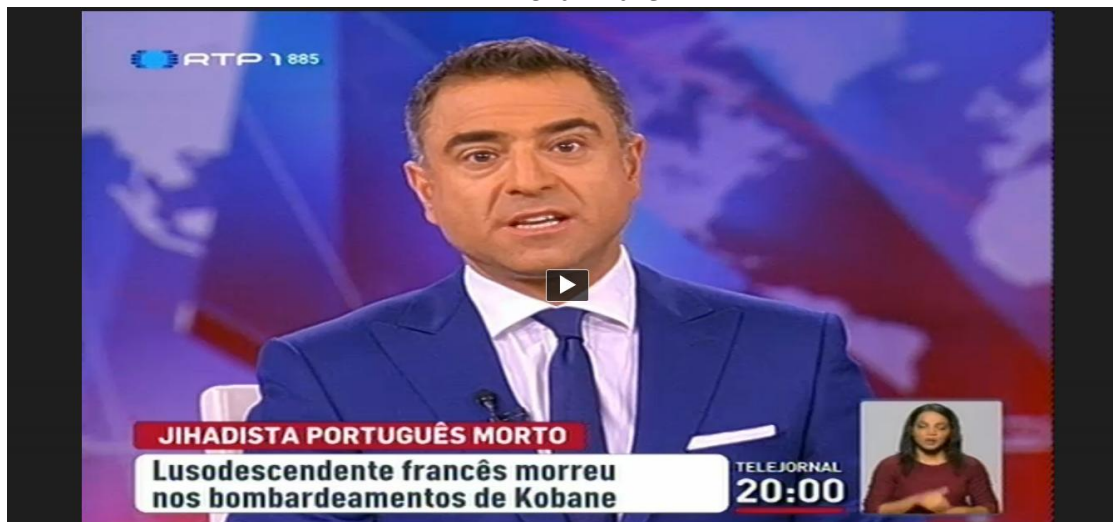 RTP 1 885
JIHADISTA PORTUGUÊS MORTO
Lusodescendente francês morreu
nos bombardeamentos de Kobane
TELEJORNAL
20:00